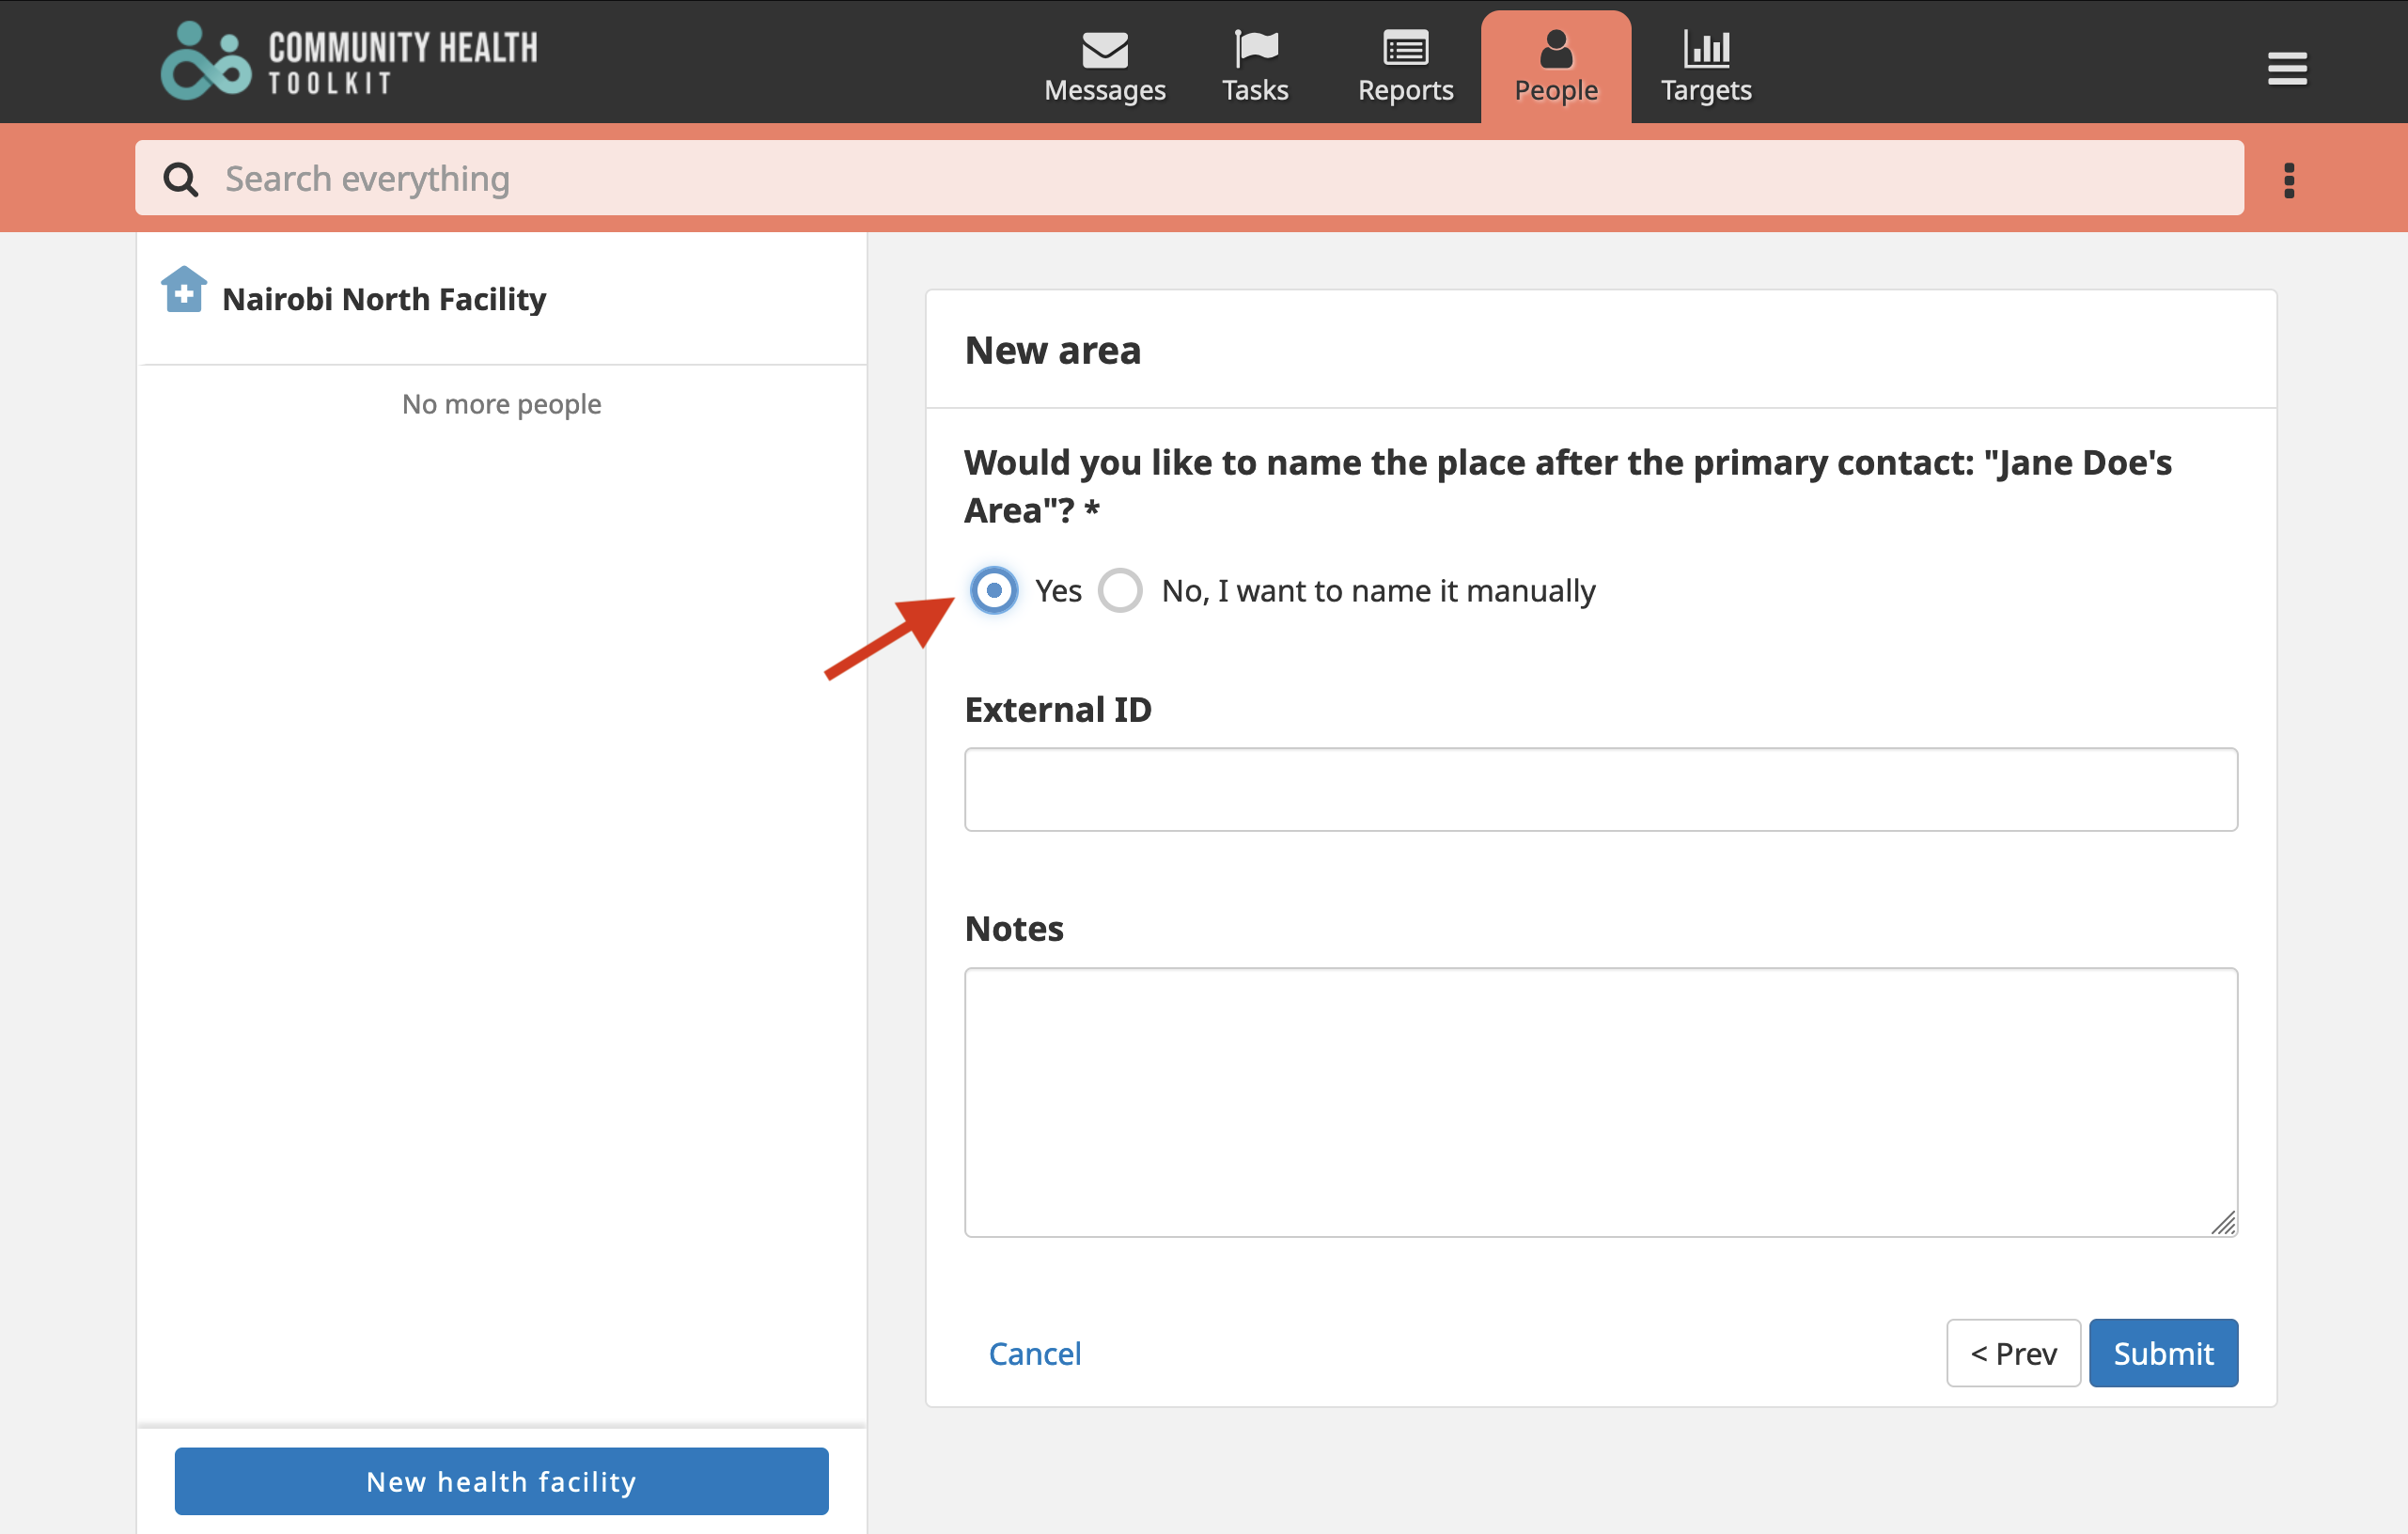 COMMUNITY HEALTH
TOOLKIT
Messages
Tasks
Reports
People
Targets
Search everything
Nairobi North Facility
No more people
New health facility
New area
Would you like to name the place after the primary contact: "Jane Doe's
Area"? *
Yes
No, I want to name it manually
External ID
Notes
Cancel
< Prev
Submit